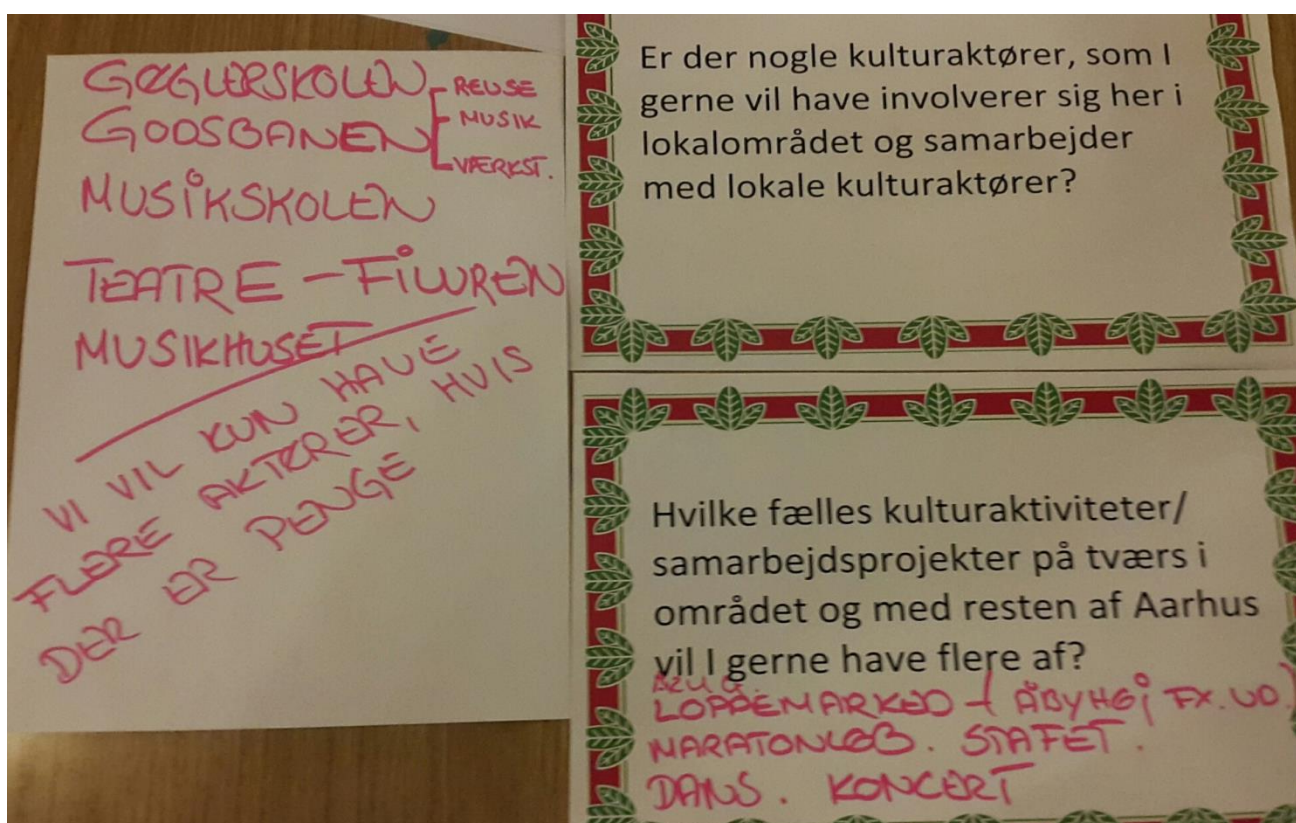 GØGLERSKOLEN
GODSBANEN
REUSE
MUSIK
VÆRKST.
MUSIKSKOLEN
TEATRE - FILUREN
MUSIKHUSET
VI VIL KUN HAVE
FLERE AKTØRER, HVIS
DER ER PENGE
Er der nogle kulturaktører, som I
gerne vil have involverer sig her i
lokalområdet og samarbejder
med lokale kulturaktører?
Hvilke fælles kulturaktiviteter/
samarbejdsprojekter på tværs i
området og med resten af Aarhus
vil I gerne have flere af?
LOPPEMARKED - ( ÅBYHØJ FX. UD.)
MARATONLØB. STAFET.
DANS. KONCERT